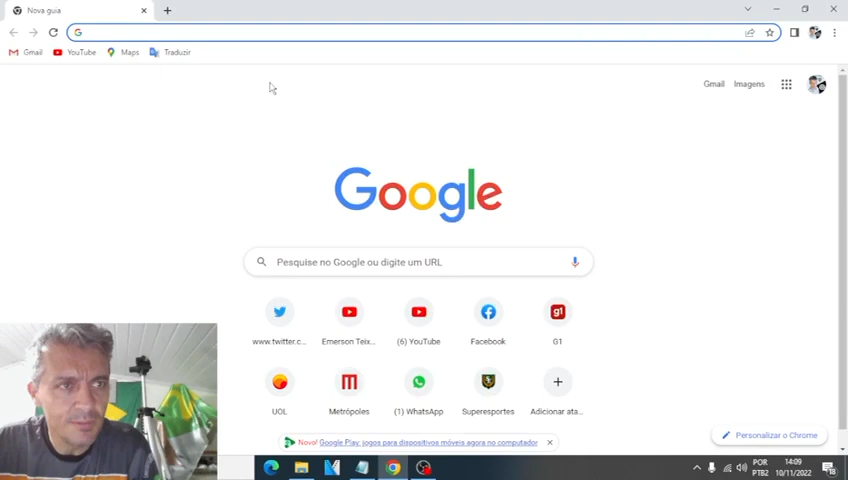 Nova guia
Gmail YouTube Maps Traduzir
Gmail Imagens
Google
Pesquise no Google ou digite um URL
www.twitter.c... Emerson Teix... (6) YouTube Facebook G1
UOL Metrópoles (1) WhatsApp Superesportes Adicionar ata...
Novo! Google Play: jogos para dispositivos móveis agora no computador
Personalizar o Chrome
POR 14:09
PTB2 10/11/2022